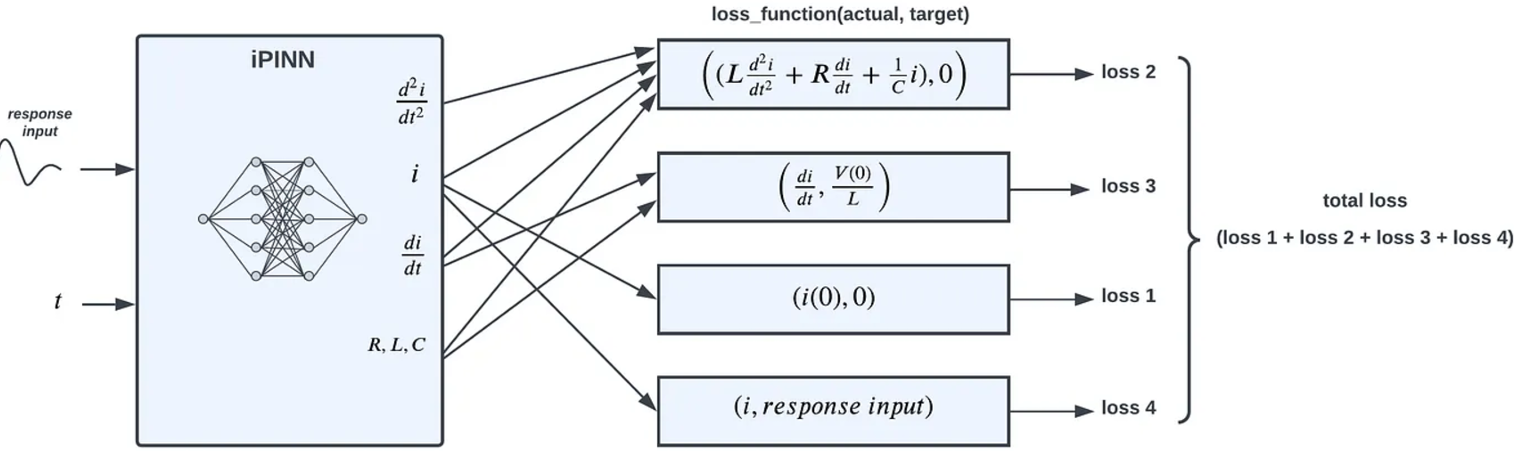 loss_function(actual, target)
iPINN
response
input
t
d²i/dt²
i
di/dt
R, L, C
((L d²i/dt² + R di/dt + 1/C i), 0)
(di/dt, V(0)/L)
(i(0), 0)
(i, response input)
loss 2
loss 3
loss 1
loss 4
total loss
(loss 1 + loss 2 + loss 3 + loss 4)